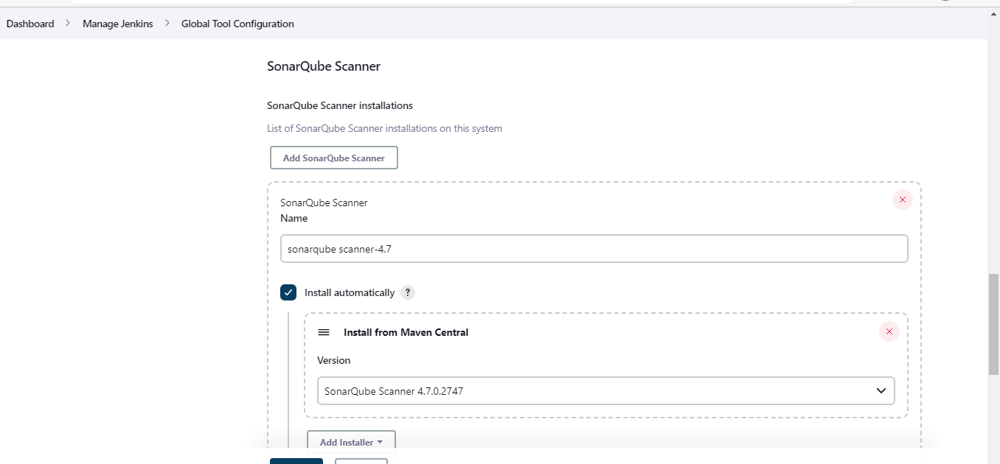 Dashboard > Manage Jenkins > Global Tool Configuration
SonarQube Scanner
SonarQube Scanner installations
List of SonarQube Scanner installations on this system
Add SonarQube Scanner
SonarQube Scanner
Name
sonarqube scanner-4.7
Install automatically ?
Install from Maven Central
Version
SonarQube Scanner 4.7.0.2747
Add Installer